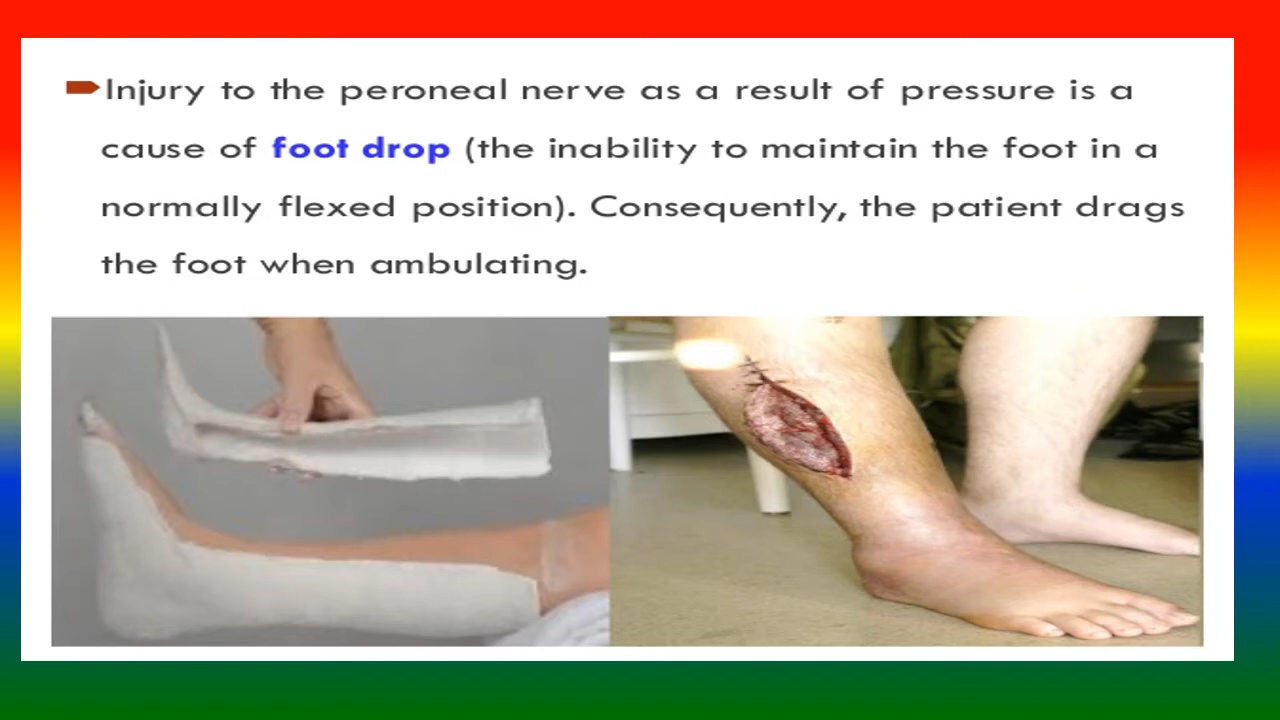 Injury to the peroneal nerve as a result of pressure is a
cause of foot drop (the inability to maintain the foot in a
normally flexed position). Consequently, the patient drags
the foot when ambulating.